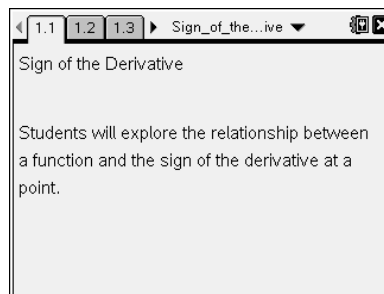 1.1 1.2 1.3 Sign_of_the...ive
Sign of the Derivative
Students will explore the relationship between
a function and the sign of the derivative at a
point.